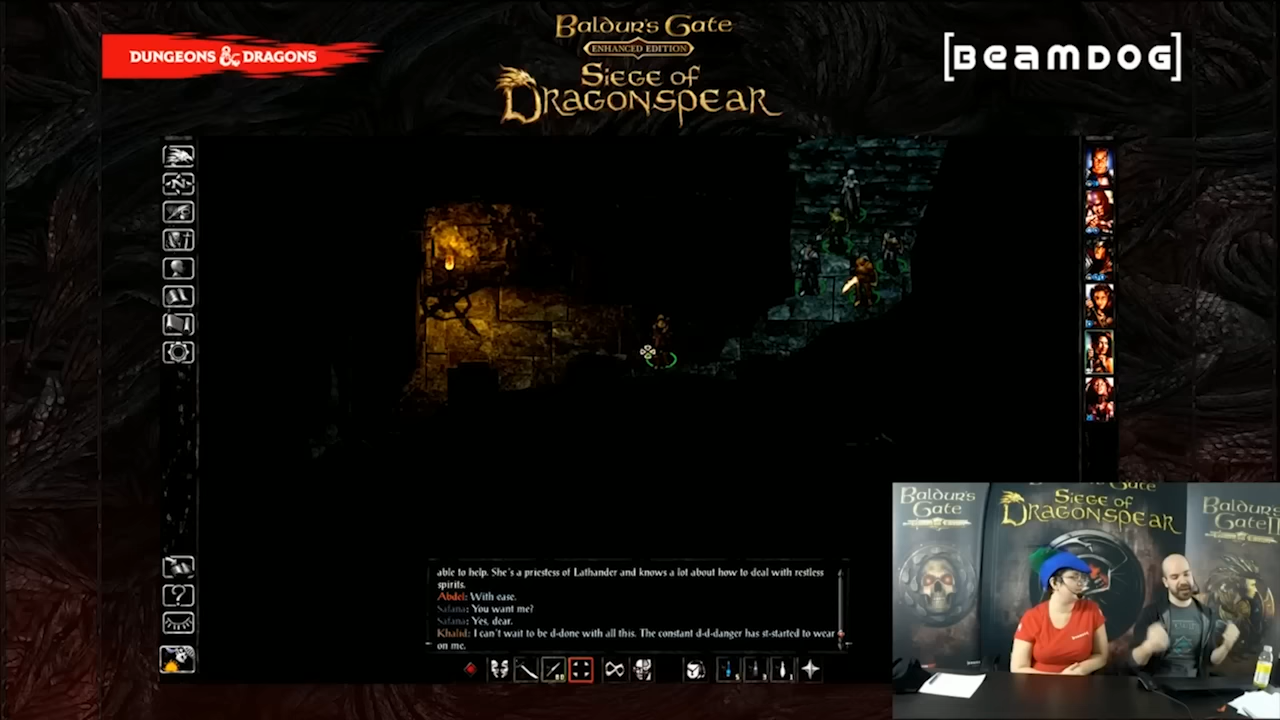 DUNGEONS & DRAGONS
Baldur's Gate
ENHANCED EDITION
Siege of
Dragonspear
[BEAMDOG]
able to help. She's a priestess of Lathander and knows a lot about how to deal with restless
spirits.
Abdel: With ease.
Safana: You want me?
Safana: Yes, dear.
Khalid: I can't wait to be d-done with all this. The constant d-d-danger has st-started to wear
on me.
Baldur's
Gate
Siege of
Dragonspear
Baldur's
Gate II